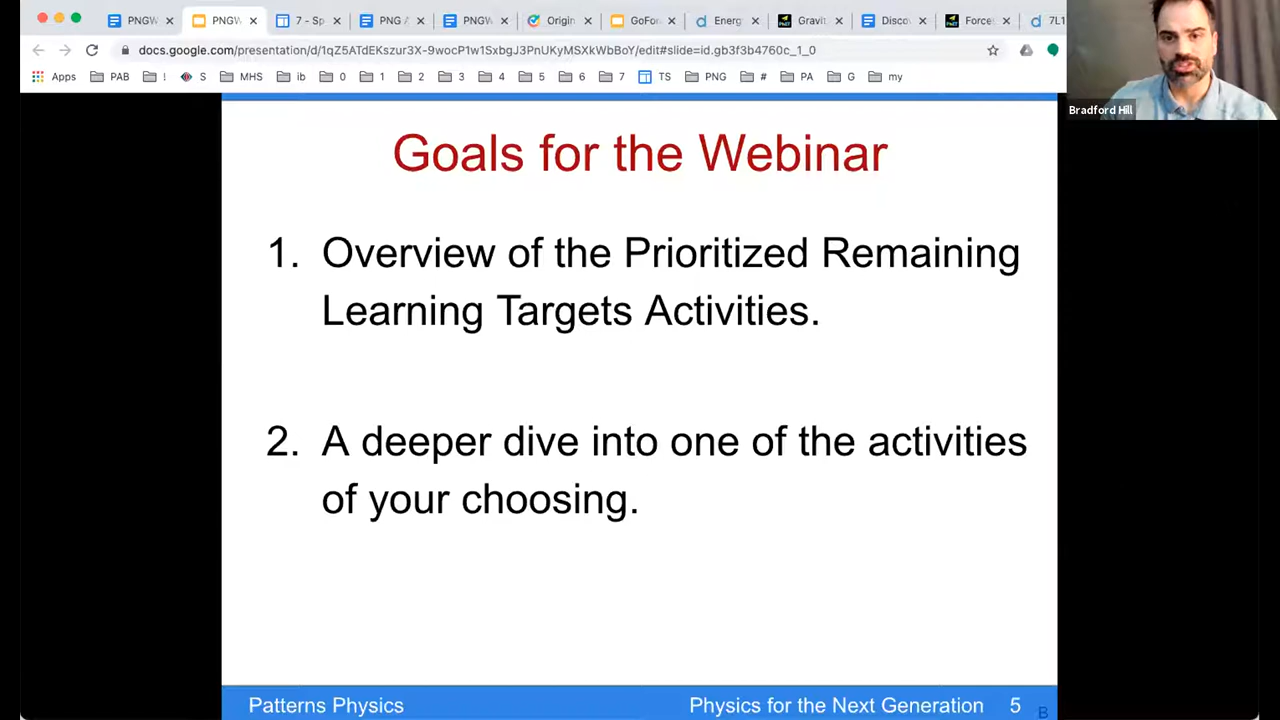 PNGW
PNGW
7 - Sp
PNG A
PNGW
Origin
GoFor
Energ
Gravit
Disco
Force
7L1
docs.google.com/presentation/d/1qZ5ATdEKszur3X-9wocP1w1SxbgJ3PnUKyMSXkWbBoY/edit#slide=id.gb3f3b4760c_1_0
Apps PAB ! S MHS ib 0 1 2 3 4 5 6 7 TS PNG # PA G my
Bradford Hill
Goals for the Webinar
1. Overview of the Prioritized Remaining
Learning Targets Activities.
2. A deeper dive into one of the activities
of your choosing.
Patterns Physics
Physics for the Next Generation 5
B